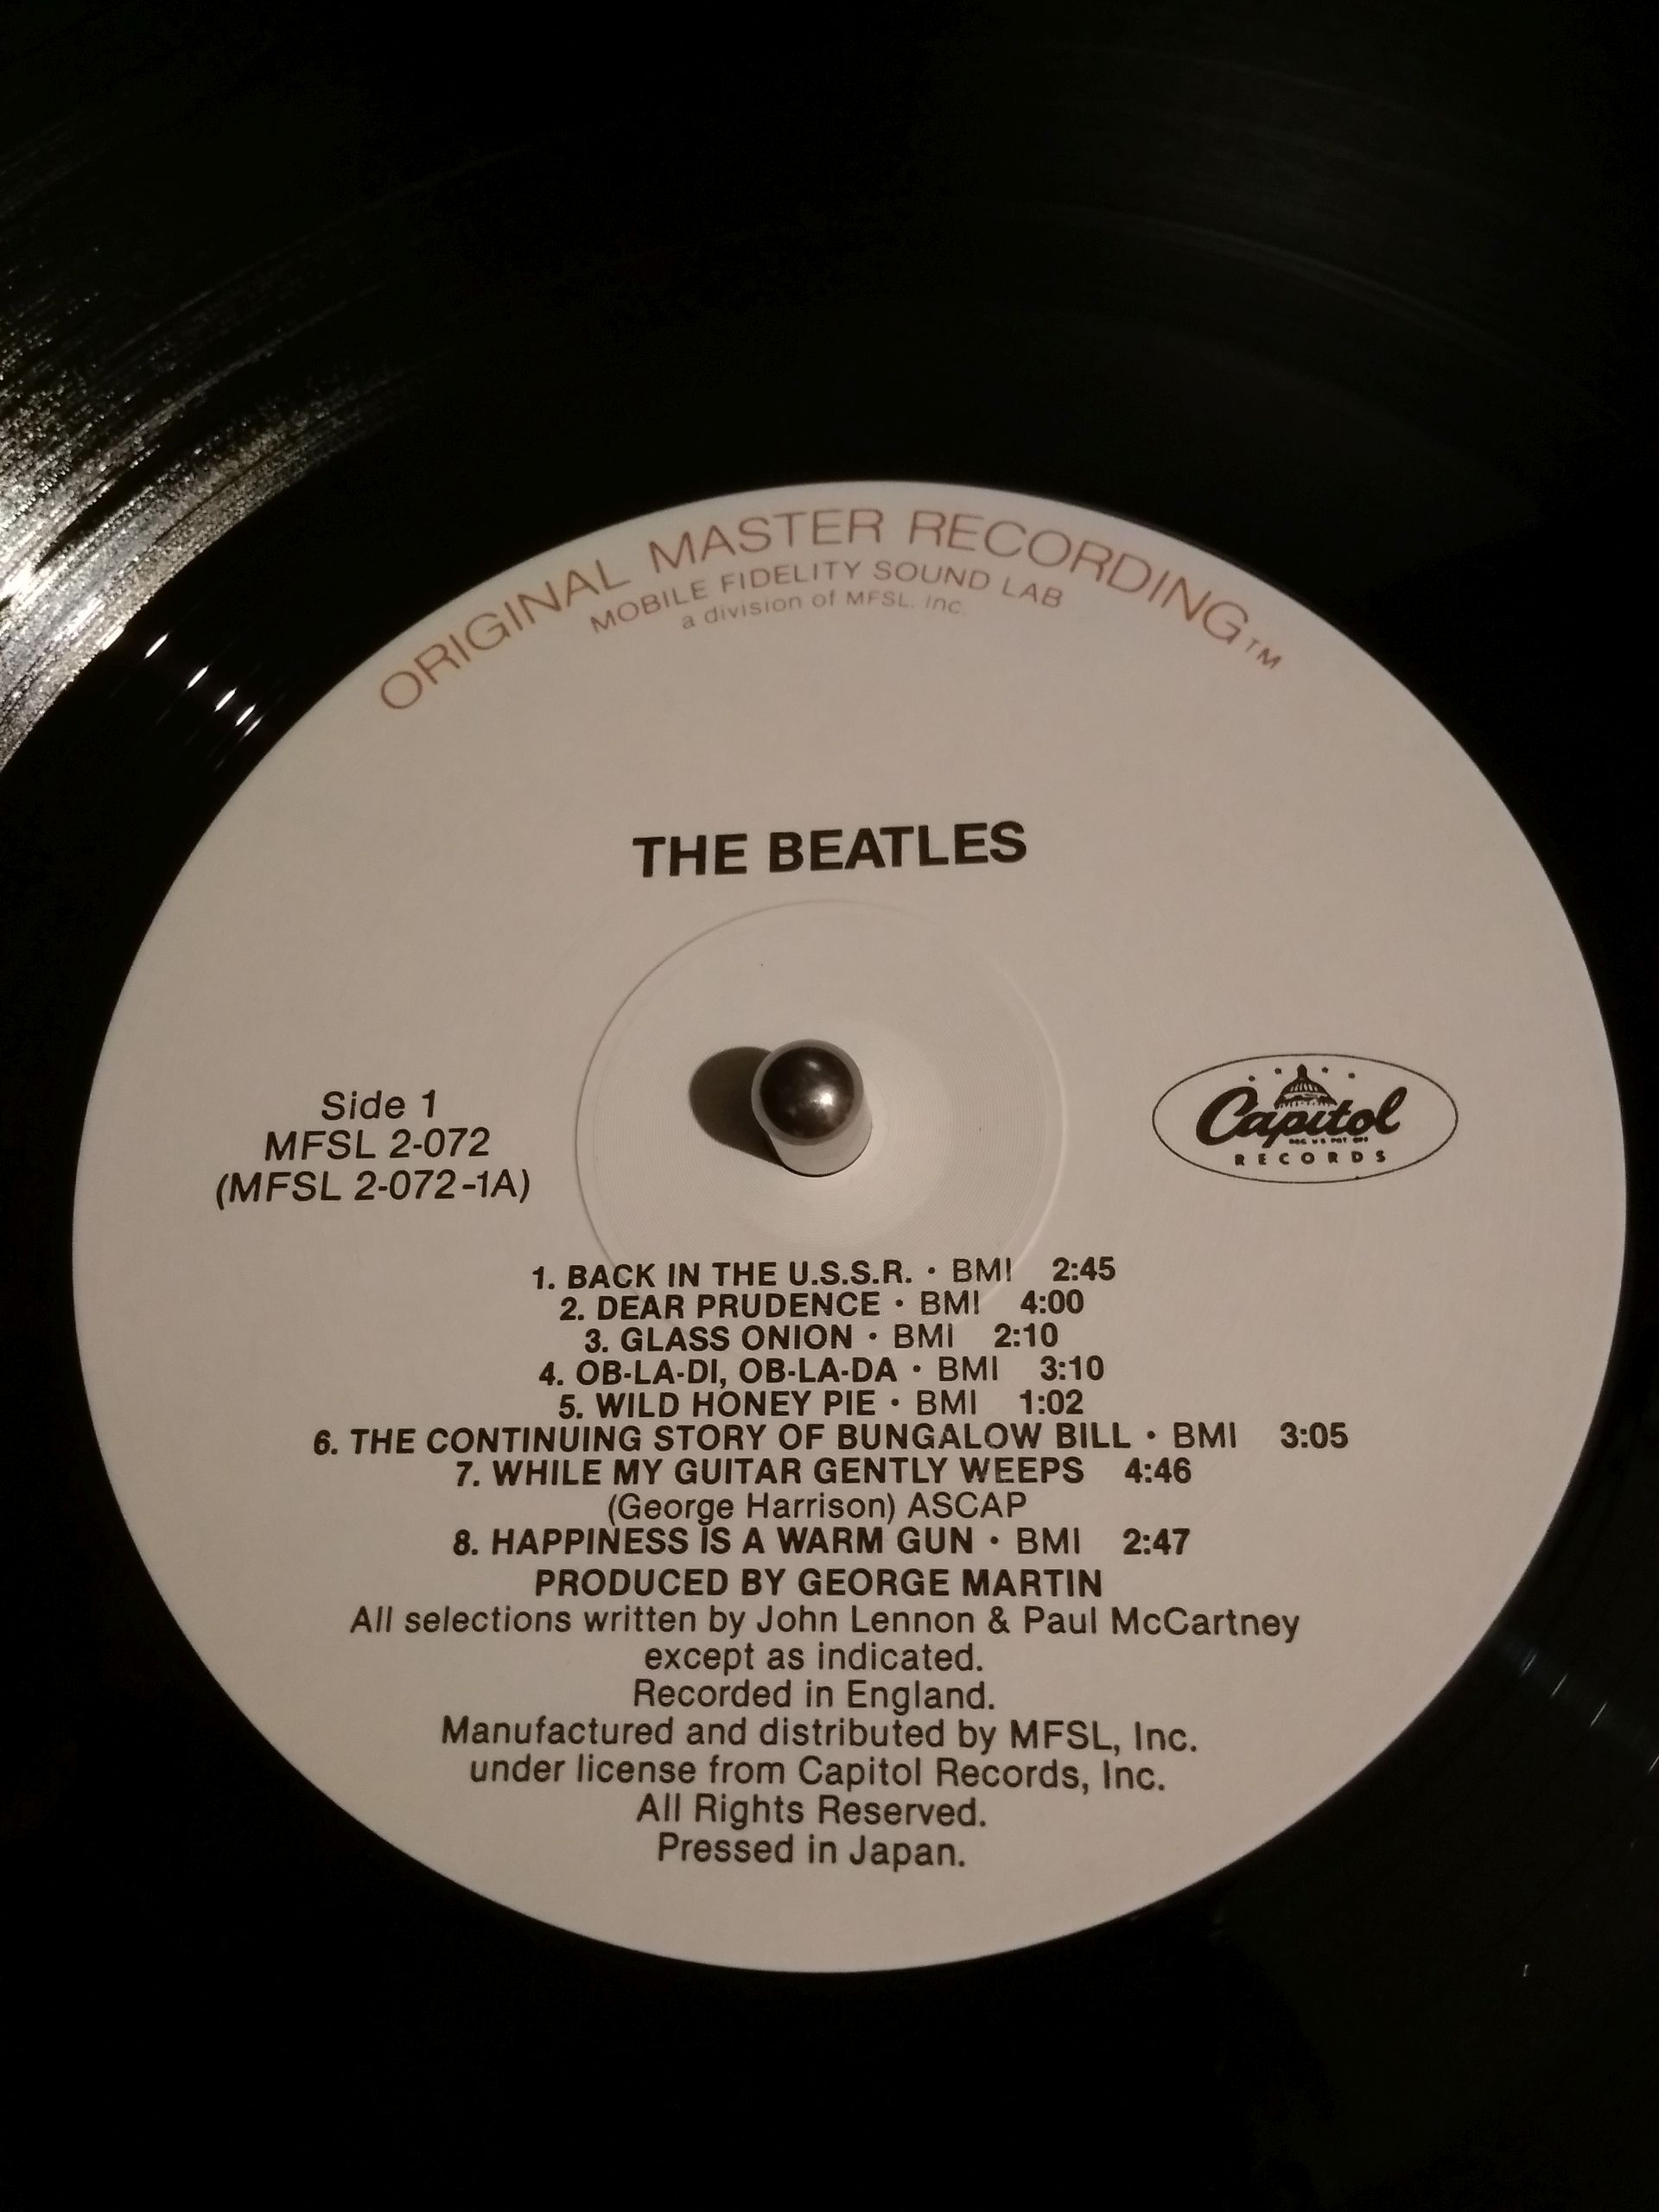 ORIGINAL MASTER RECORDING™
MOBILE FIDELITY SOUND LAB
a division of MFSL, Inc.
THE BEATLES
Side 1
MFSL 2-072
(MFSL 2-072-1A)
Capitol
REG. U.S. PAT. OFF.
RECORDS
1. BACK IN THE U.S.S.R. · BMI 2:45
2. DEAR PRUDENCE · BMI 4:00
3. GLASS ONION · BMI 2:10
4. OB-LA-DI, OB-LA-DA · BMI 3:10
5. WILD HONEY PIE · BMI 1:02
6. THE CONTINUING STORY OF BUNGALOW BILL · BMI 3:05
7. WHILE MY GUITAR GENTLY WEEPS 4:46
(George Harrison) ASCAP
8. HAPPINESS IS A WARM GUN · BMI 2:47
PRODUCED BY GEORGE MARTIN
All selections written by John Lennon & Paul McCartney
except as indicated.
Recorded in England.
Manufactured and distributed by MFSL, Inc.
under license from Capitol Records, Inc.
All Rights Reserved.
Pressed in Japan.